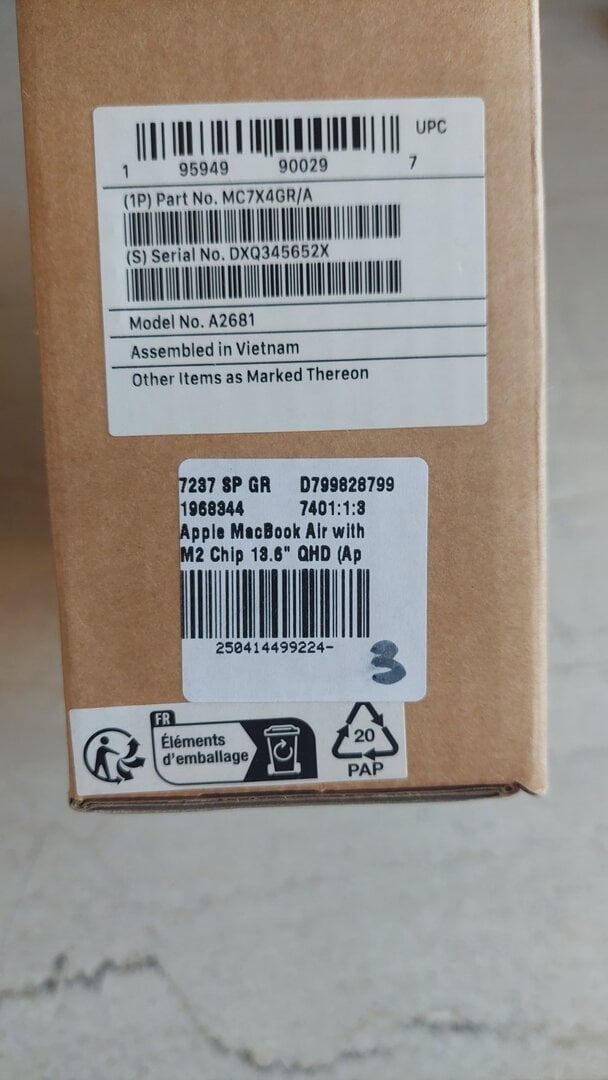 UPC
1 95949 90029 7
(1P) Part No. MC7X4GR/A
(S) Serial No. DXQ345652X
Model No. A2681
Assembled in Vietnam
Other Items as Marked Thereon
7237 SP GR D799828799
1968344 7401:1:3
Apple MacBook Air with
M2 Chip 13.6" QHD (Ap
250414499224-
3
FR
Éléments
d'emballage
20
PAP